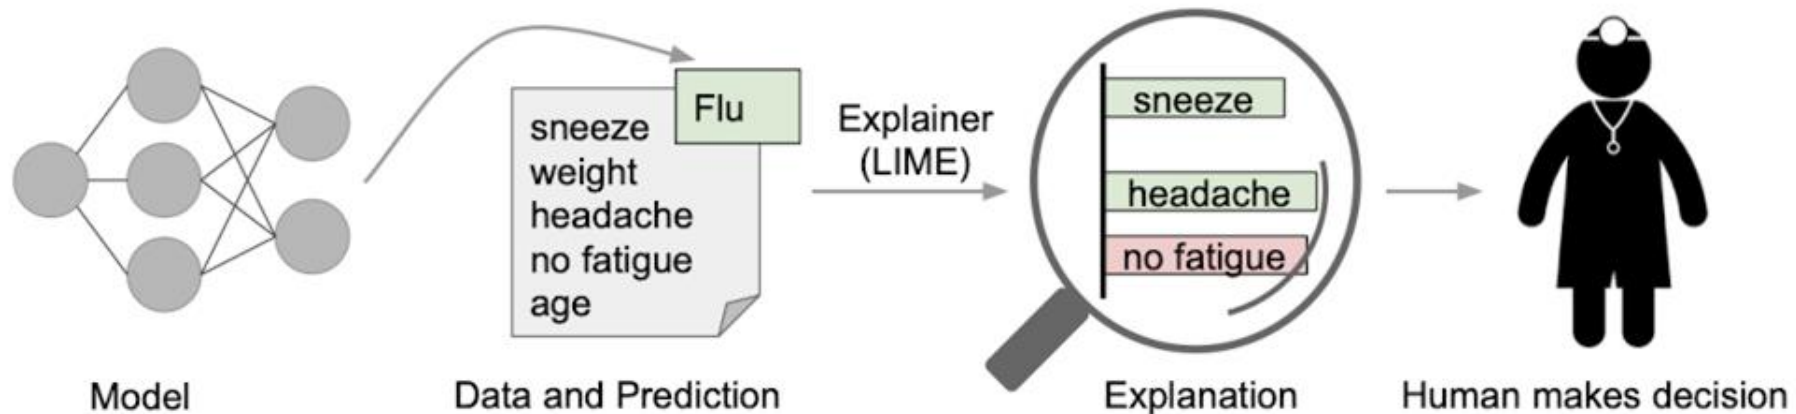 Flu
sneeze
weight
headache
no fatigue
age
Explainer
(LIME)
sneeze
headache
no fatigue
Model
Data and Prediction
Explanation
Human makes decision